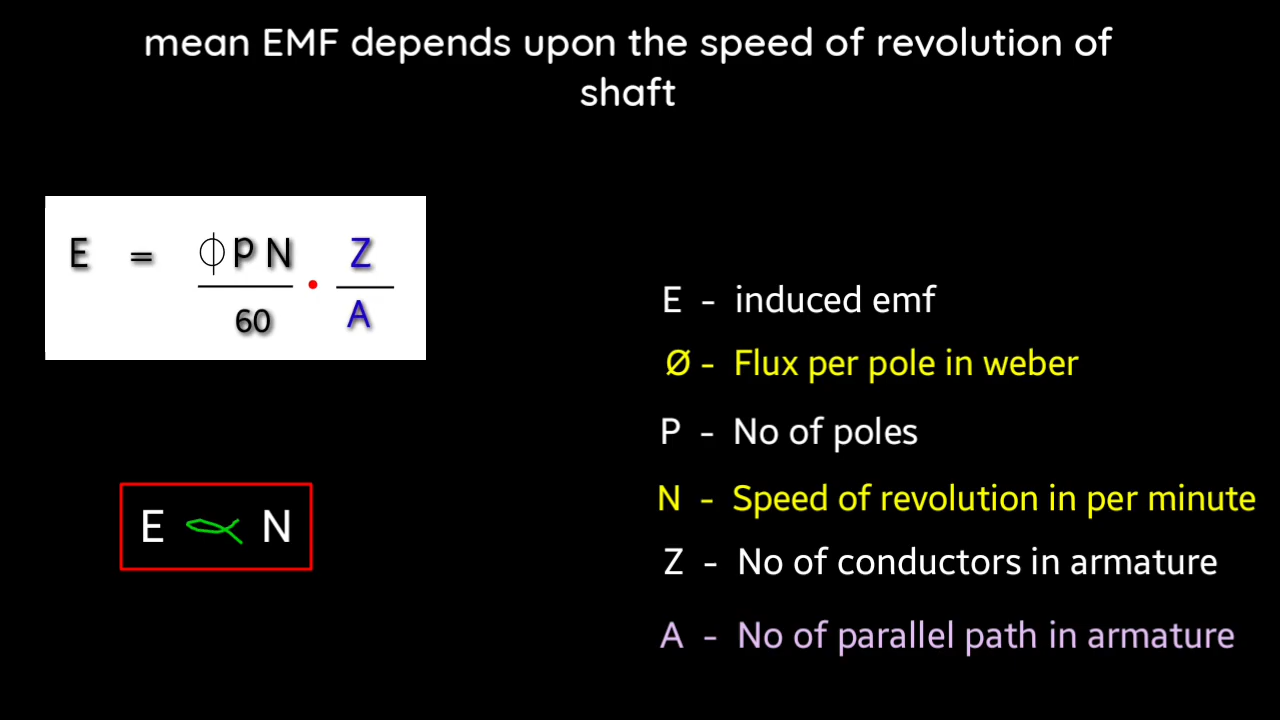 mean EMF depends upon the speed of revolution of
shaft
E = ϕ P N / 60 · Z / A
E - induced emf
Ø - Flux per pole in weber
P - No of poles
N - Speed of revolution in per minute
E ∝ N
Z - No of conductors in armature
A - No of parallel path in armature